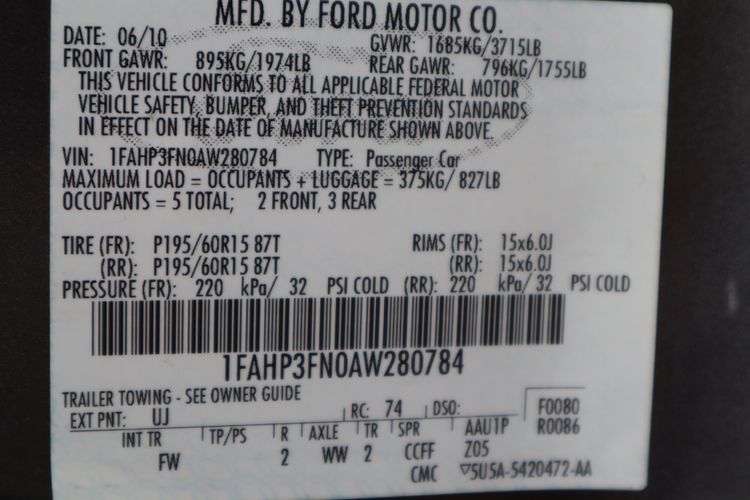 MFD. BY FORD MOTOR CO.
DATE: 06/10 GVWR: 1685KG/3715LB
FRONT GAWR: 895KG/1974LB REAR GAWR: 796KG/1755LB
THIS VEHICLE CONFORMS TO ALL APPLICABLE FEDERAL MOTOR
VEHICLE SAFETY, BUMPER, AND THEFT PREVENTION STANDARDS
IN EFFECT ON THE DATE OF MANUFACTURE SHOWN ABOVE.
VIN: 1FAHP3FN0AW280784 TYPE: Passenger Car
MAXIMUM LOAD = OCCUPANTS + LUGGAGE = 375KG/ 827LB
OCCUPANTS = 5 TOTAL; 2 FRONT, 3 REAR
TIRE (FR): P195/60R15 87T RIMS (FR): 15x6.0J
(RR): P195/60R15 87T (RR): 15x6.0J
PRESSURE (FR): 220 kPa/ 32 PSI COLD (RR): 220 kPa/ 32 PSI COLD
1FAHP3FN0AW280784
TRAILER TOWING - SEE OWNER GUIDE
EXT PNT: UJ RC: 74 DSO: F0080
R0086
INT TR TP/PS R AXLE TR SPR AAU1P
FW 2 WW 2 CCFF Z05
CMC ▽5U5A-5420472-AA